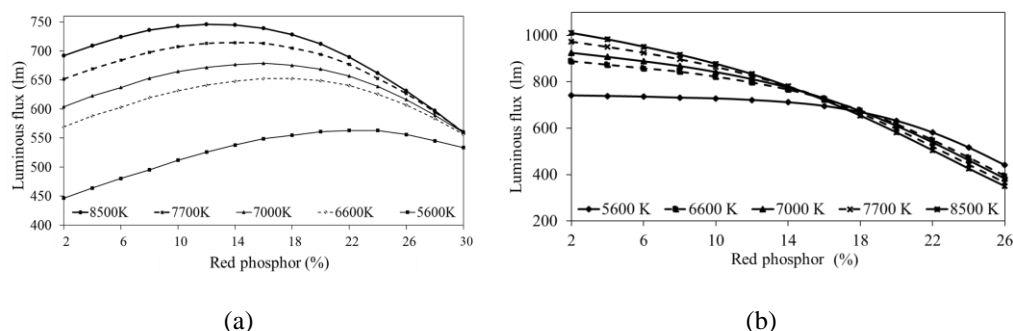 Luminous flux (lm)
750
700
650
600
550
500
450
400
8500K 7700K 7000K 6600K 5600K
2 6 10 14 18 22 26 30
Red phosphor (%)
(a)
Luminous flux (lm)
1000
800
600
400
200
5600 K 6600 K 7000 K 7700 K 8500 K
2 6 10 14 18 22 26
Red phosphor (%)
(b)